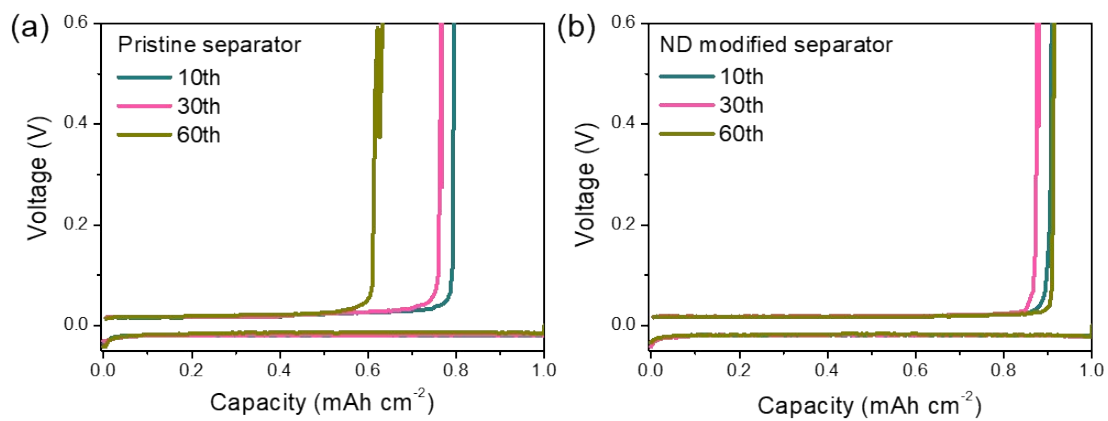 (a)
Pristine separator
10th
30th
60th
Voltage (V)
0.6
0.4
0.2
0.0
0.0 0.2 0.4 0.6 0.8 1.0
Capacity (mAh cm⁻²)
(b)
ND modified separator
10th
30th
60th
Voltage (V)
0.6
0.4
0.2
0.0
0.0 0.2 0.4 0.6 0.8 1.0
Capacity (mAh cm⁻²)